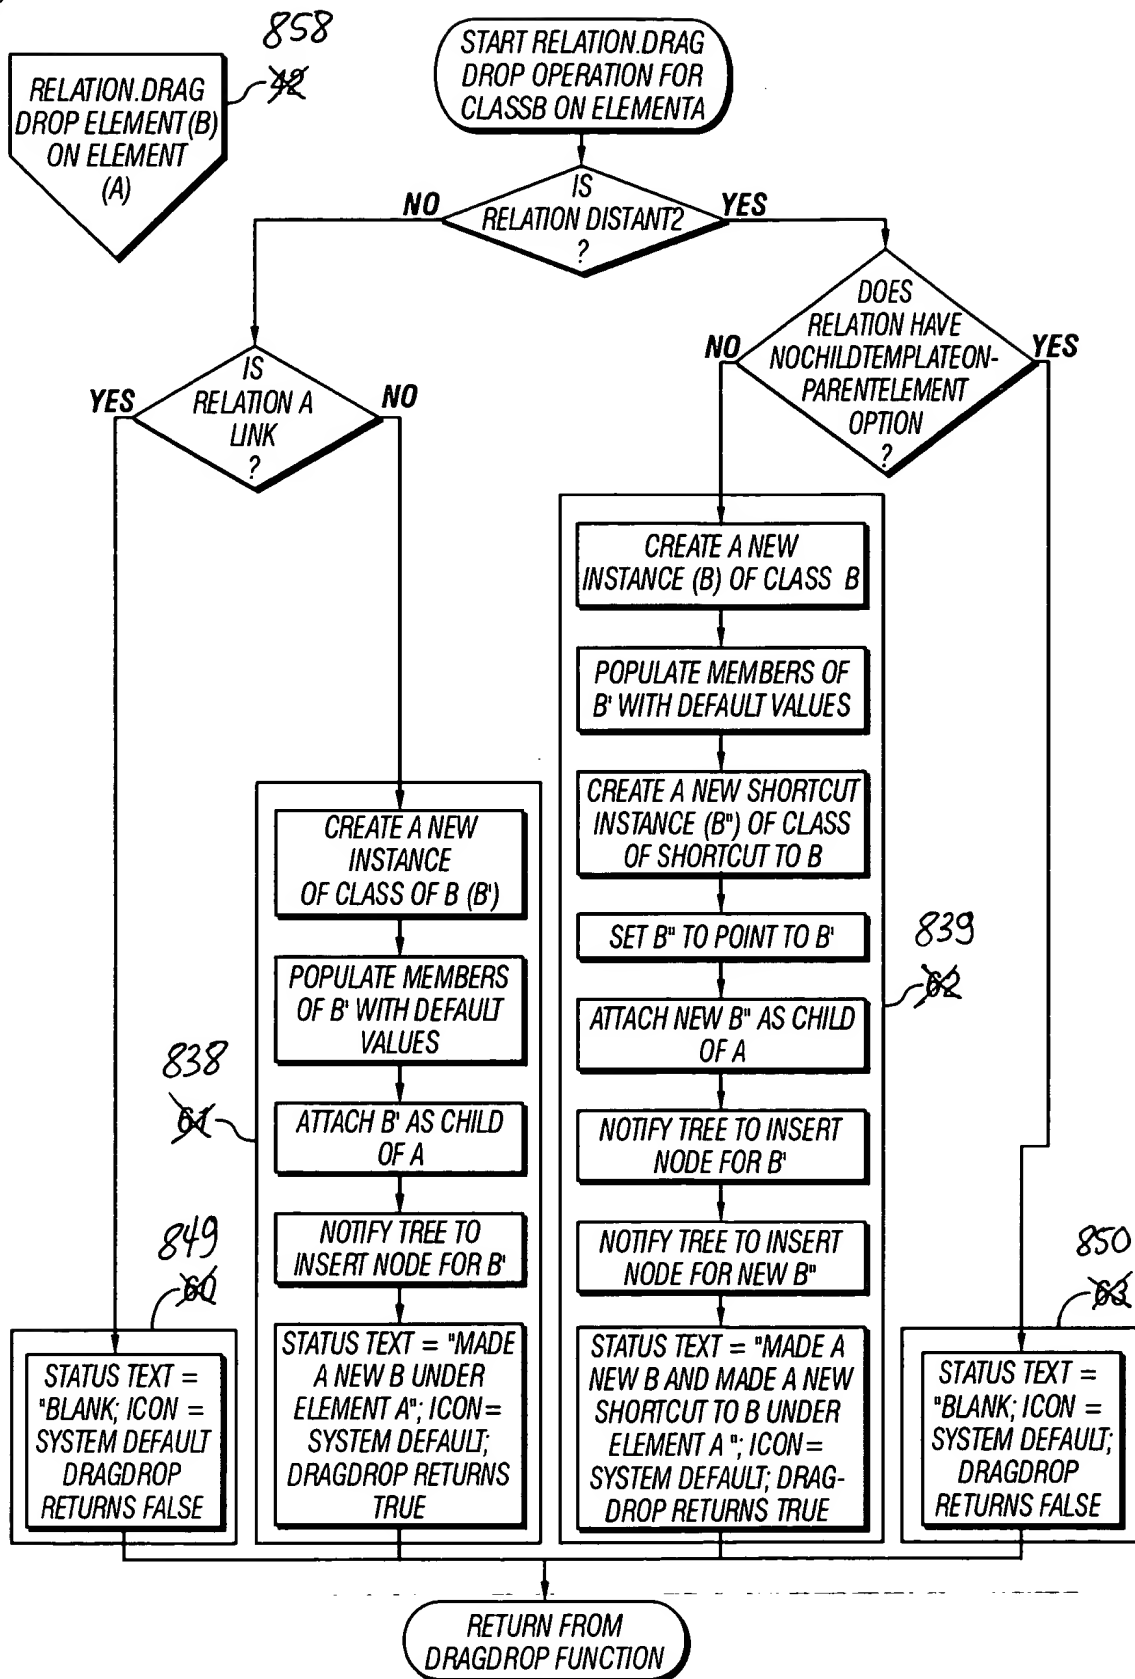 858
42
RELATION.DRAG
DROP ELEMENT(B)
ON ELEMENT
(A)
START RELATION.DRAG
DROP OPERATION FOR
CLASSB ON ELEMENTA
IS
RELATION DISTANT2
?
NO
YES
IS
RELATION A
LINK
?
YES
NO
DOES
RELATION HAVE
NOCHILDTEMPLATEON-
PARENTELEMENT
OPTION
?
NO
YES
CREATE A NEW
INSTANCE (B) OF CLASS B
POPULATE MEMBERS OF
B' WITH DEFAULT VALUES
CREATE A NEW SHORTCUT
INSTANCE (B") OF CLASS
OF SHORTCUT TO B
SET B" TO POINT TO B'
ATTACH NEW B" AS CHILD
OF A
NOTIFY TREE TO INSERT
NODE FOR B'
NOTIFY TREE TO INSERT
NODE FOR NEW B"
STATUS TEXT = "MADE A
NEW B AND MADE A NEW
SHORTCUT TO B UNDER
ELEMENT A "; ICON=
SYSTEM DEFAULT; DRAG-
DROP RETURNS TRUE
839
62
CREATE A NEW
INSTANCE
OF CLASS OF B (B')
POPULATE MEMBERS
OF B' WITH DEFAULT
VALUES
ATTACH B' AS CHILD
OF A
NOTIFY TREE TO
INSERT NODE FOR B'
STATUS TEXT = "MADE
A NEW B UNDER
ELEMENT A"; ICON=
SYSTEM DEFAULT;
DRAGDROP RETURNS
TRUE
838
61
849
60
STATUS TEXT =
"BLANK; ICON =
SYSTEM DEFAULT
DRAGDROP
RETURNS FALSE
850
63
STATUS TEXT =
"BLANK; ICON =
SYSTEM DEFAULT;
DRAGDROP
RETURNS FALSE
RETURN FROM
DRAGDROP FUNCTION